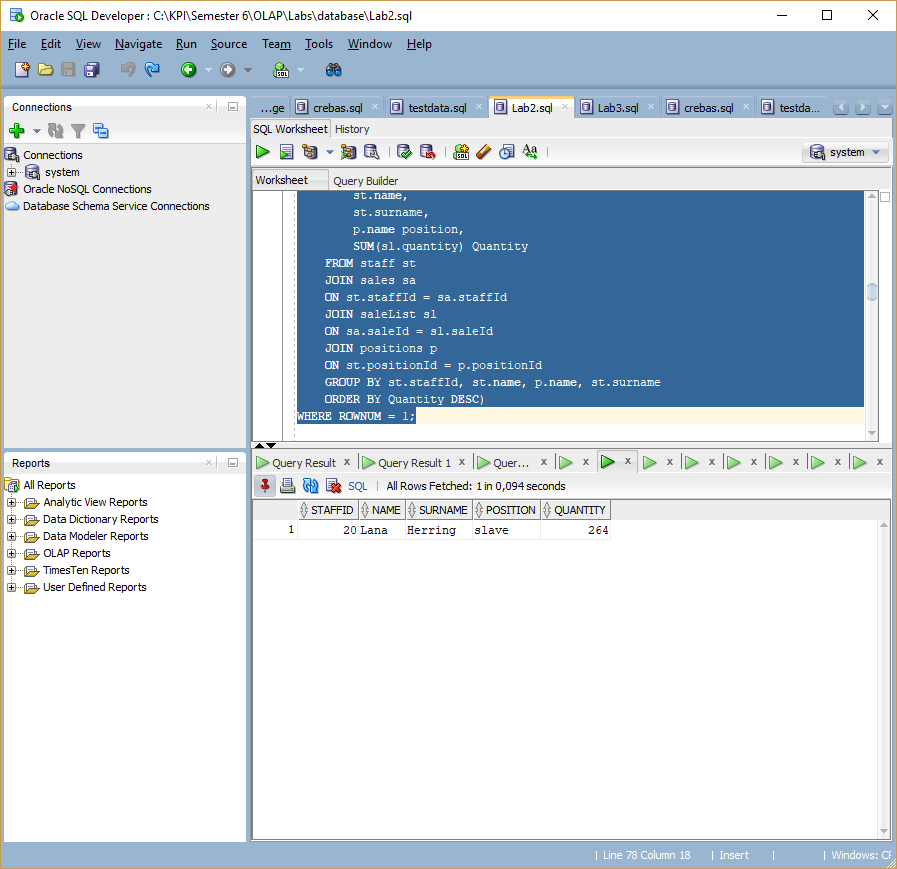 Oracle SQL Developer : C:\KPI\Semester 6\OLAP\Labs\database\Lab2.sql
File Edit View Navigate Run Source Team Tools Window Help
Connections
Connections
system
Oracle NoSQL Connections
Database Schema Service Connections
Reports
All Reports
Analytic View Reports
Data Dictionary Reports
Data Modeler Reports
OLAP Reports
TimesTen Reports
User Defined Reports
...ge crebas.sql testdata.sql Lab2.sql Lab3.sql crebas.sql testda...
SQL Worksheet History
SQL Aa system
Worksheet Query Builder
st.name,
st.surname,
p.name position,
SUM(sl.quantity) Quantity
FROM staff st
JOIN sales sa
ON st.staffId = sa.staffId
JOIN saleList sl
ON sa.saleId = sl.saleId
JOIN positions p
ON st.positionId = p.positionId
GROUP BY st.staffId, st.name, p.name, st.surname
ORDER BY Quantity DESC)
WHERE ROWNUM = 1;
Query Result Query Result 1 Quer...
SQL All Rows Fetched: 1 in 0,094 seconds
STAFFID NAME SURNAME POSITION QUANTITY
1 20 Lana Herring slave 264
Line 78 Column 18 Insert Windows: CF